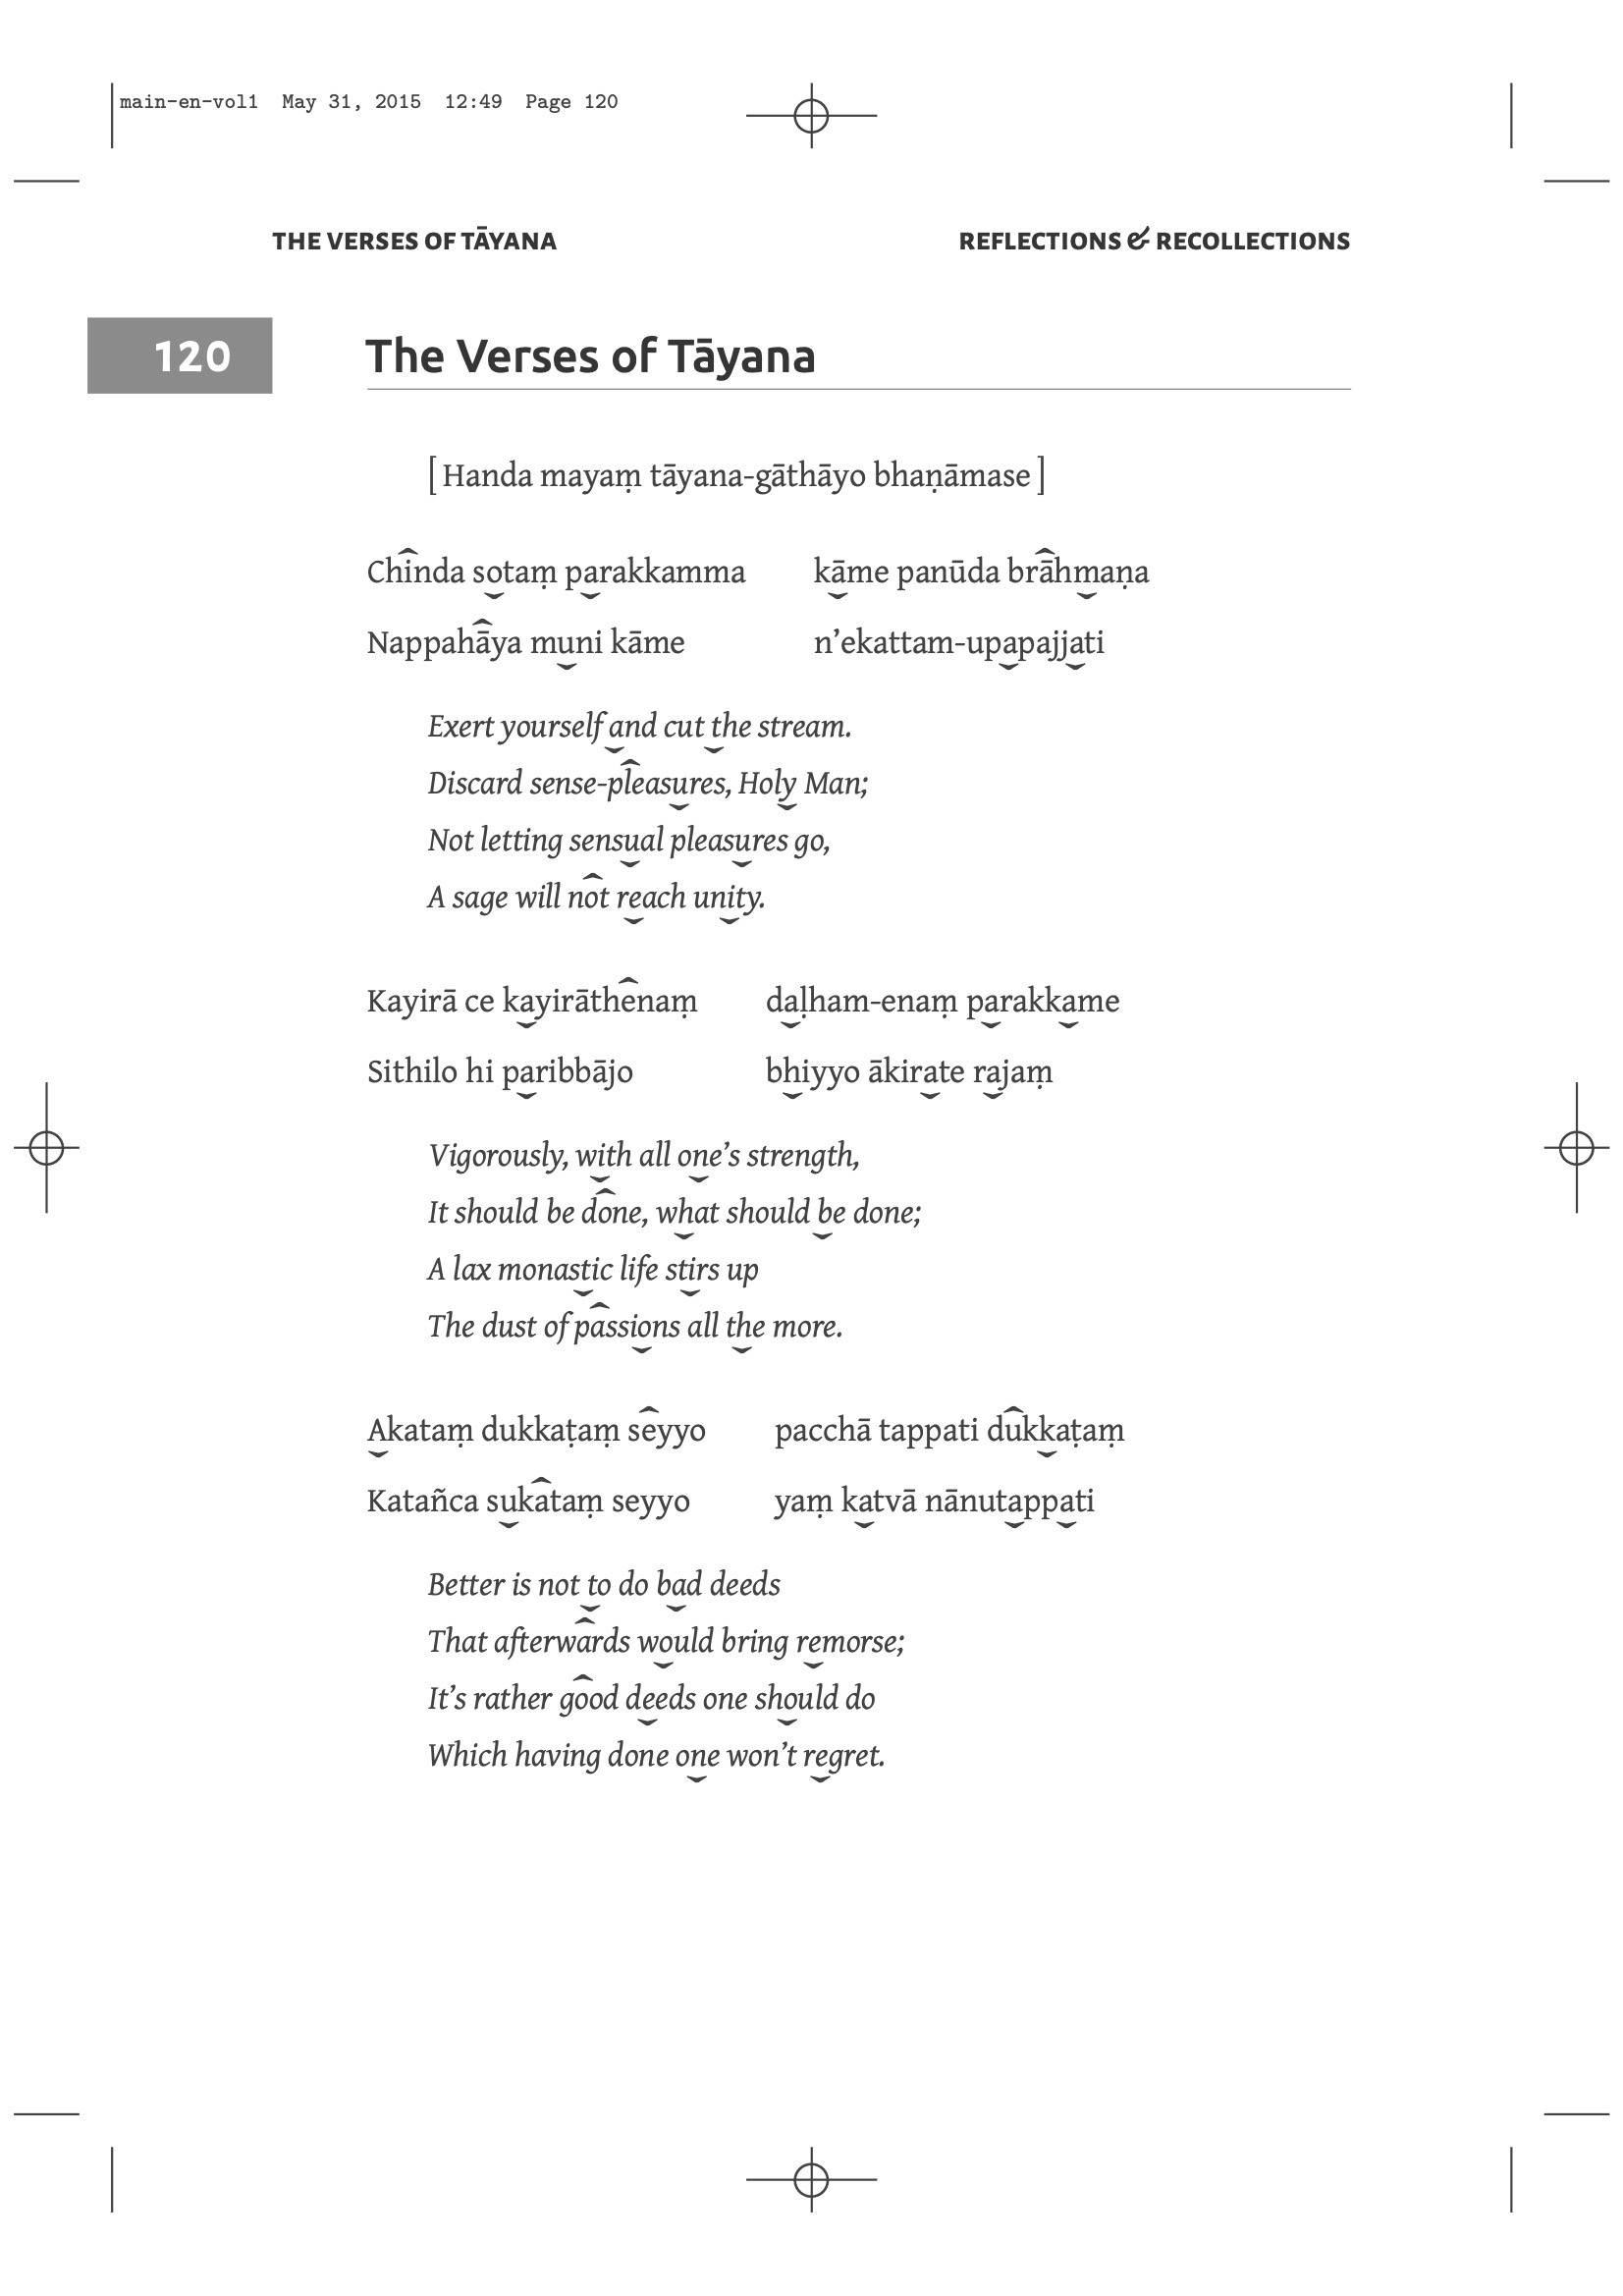 main-en-vol1 May 31, 2015 12:49 Page 120
THE VERSES OF TĀYANA REFLECTIONS & RECOLLECTIONS
120 The Verses of Tāyana
[ Handa mayaṃ tāyana-gāthāyo bhaṇāmase ]
Chinda sotaṃ parakkamma kāme panūda brāhmaṇa
Nappahāya muni kāme n’ekattam-upapajjati
Exert yourself and cut the stream.
Discard sense-pleasures, Holy Man;
Not letting sensual pleasures go,
A sage will not reach unity.
Kayirā ce kayirāthenaṃ daḷham-enaṃ parakkame
Sithilo hi paribbājo bhiyyo ākirate rajaṃ
Vigorously, with all one’s strength,
It should be done, what should be done;
A lax monastic life stirs up
The dust of passions all the more.
Akataṃ dukkaṭaṃ seyyo pacchā tappati dukkaṭaṃ
Katañca sukataṃ seyyo yaṃ katvā nānutappati
Better is not to do bad deeds
That afterwards would bring remorse;
It’s rather good deeds one should do
Which having done one won’t regret.